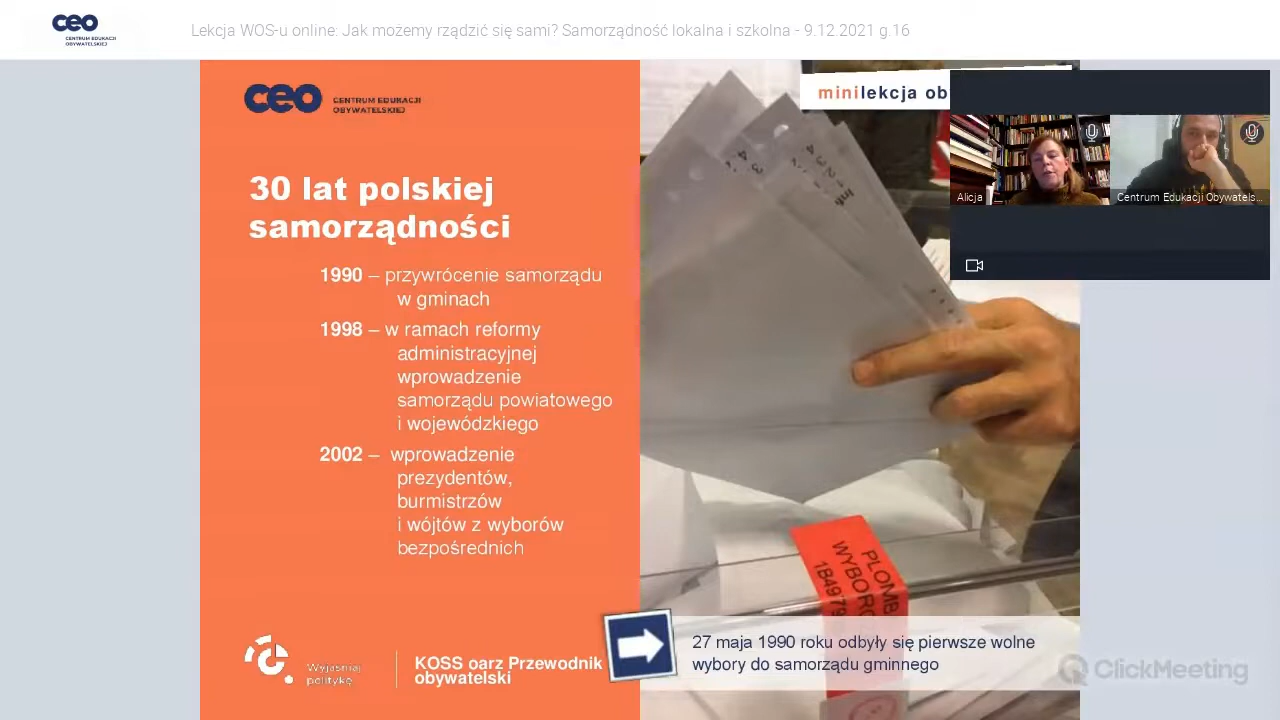 ceo
CENTRUM EDUKACJI
OBYWATELSKIEJ
Lekcja WOS-u online: Jak możemy rządzić się sami? Samorządność lokalna i szkolna - 9.12.2021 g.16
ceo
CENTRUM EDUKACJI
OBYWATELSKIEJ
minilekcja ob
30 lat polskiej
samorządności
1990 – przywrócenie samorządu
w gminach
1998 – w ramach reformy
administracyjnej
wprowadzenie
samorządu powiatowego
i wojewódzkiego
2002 – wprowadzenie
prezydentów,
burmistrzów
i wójtów z wyborów
bezpośrednich
Alicja
Centrum Edukacji Obywatels...
PLOMB
WYBORC
1B4979
27 maja 1990 roku odbyły się pierwsze wolne
wybory do samorządu gminnego
Wyjaśniaj
politykę
KOSS oarz Przewodnik
obywatelski
ClickMeeting